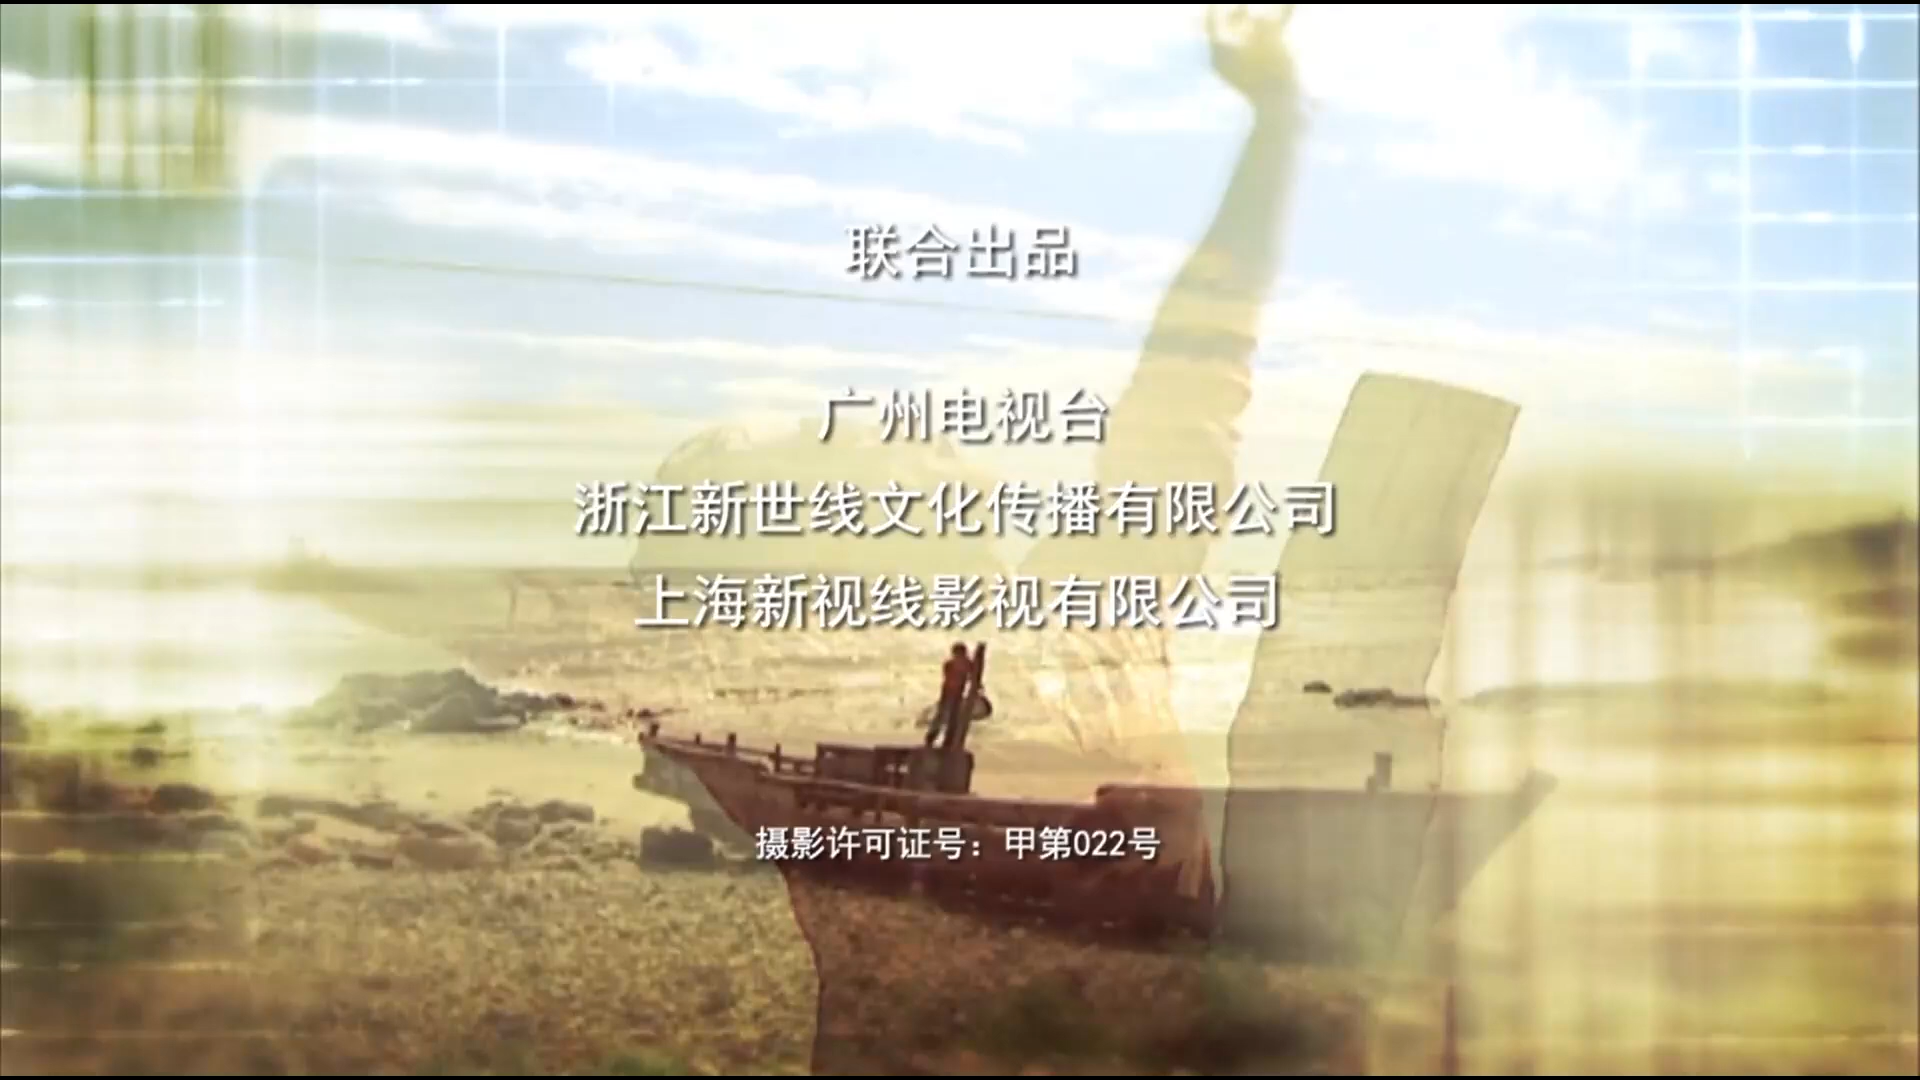 联合出品
广州电视台
浙江新世线文化传播有限公司
上海新视线影视有限公司
摄影许可证号：甲第022号